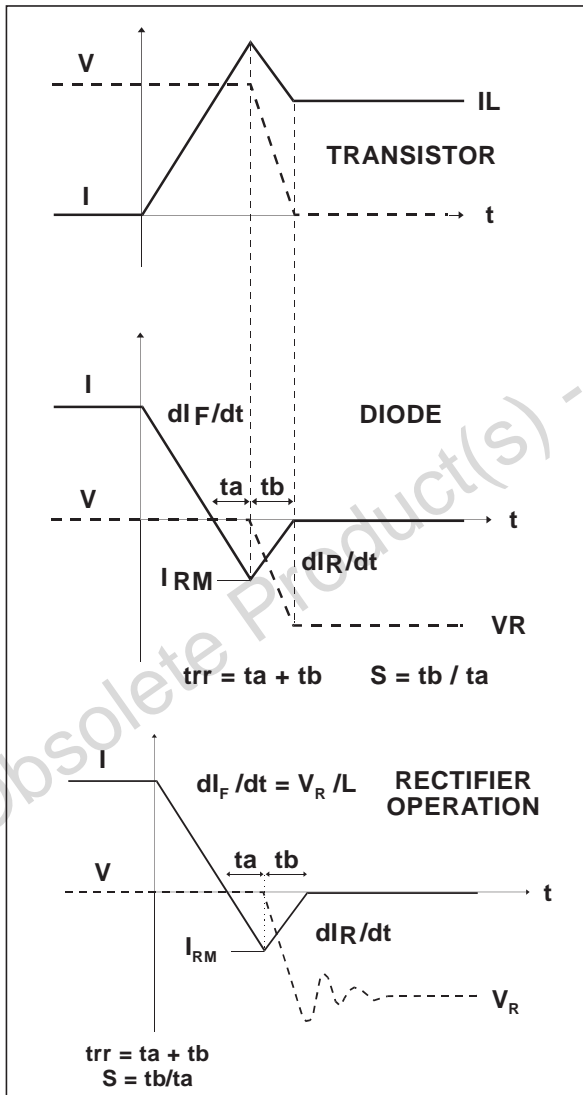 V
IL
TRANSISTOR
I
t
I
dIF/dt
DIODE
ta tb
V
t
IRM
dIR/dt
VR
trr = ta + tb S = tb / ta
I
dIF/dt = VR/L
RECTIFIER
OPERATION
ta tb
V
t
IRM
dIR/dt
VR
trr = ta + tb
S = tb/ta
Obsolete Product(s) -